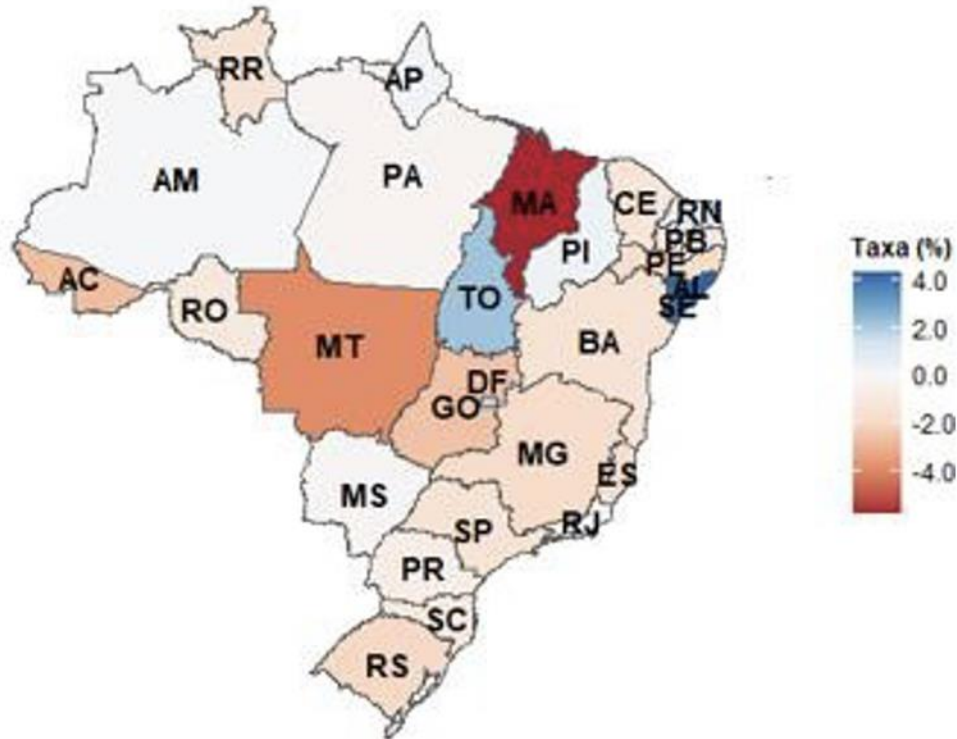 RR
AP
AM
PA
MA
CE
RN
PI
PB
PE
AC
AL
TO
SE
RO
MT
BA
DF
GO
MG
ES
MS
RJ
SP
PR
SC
RS
Taxa (%)
4.0
2.0
0.0
-2.0
-4.0